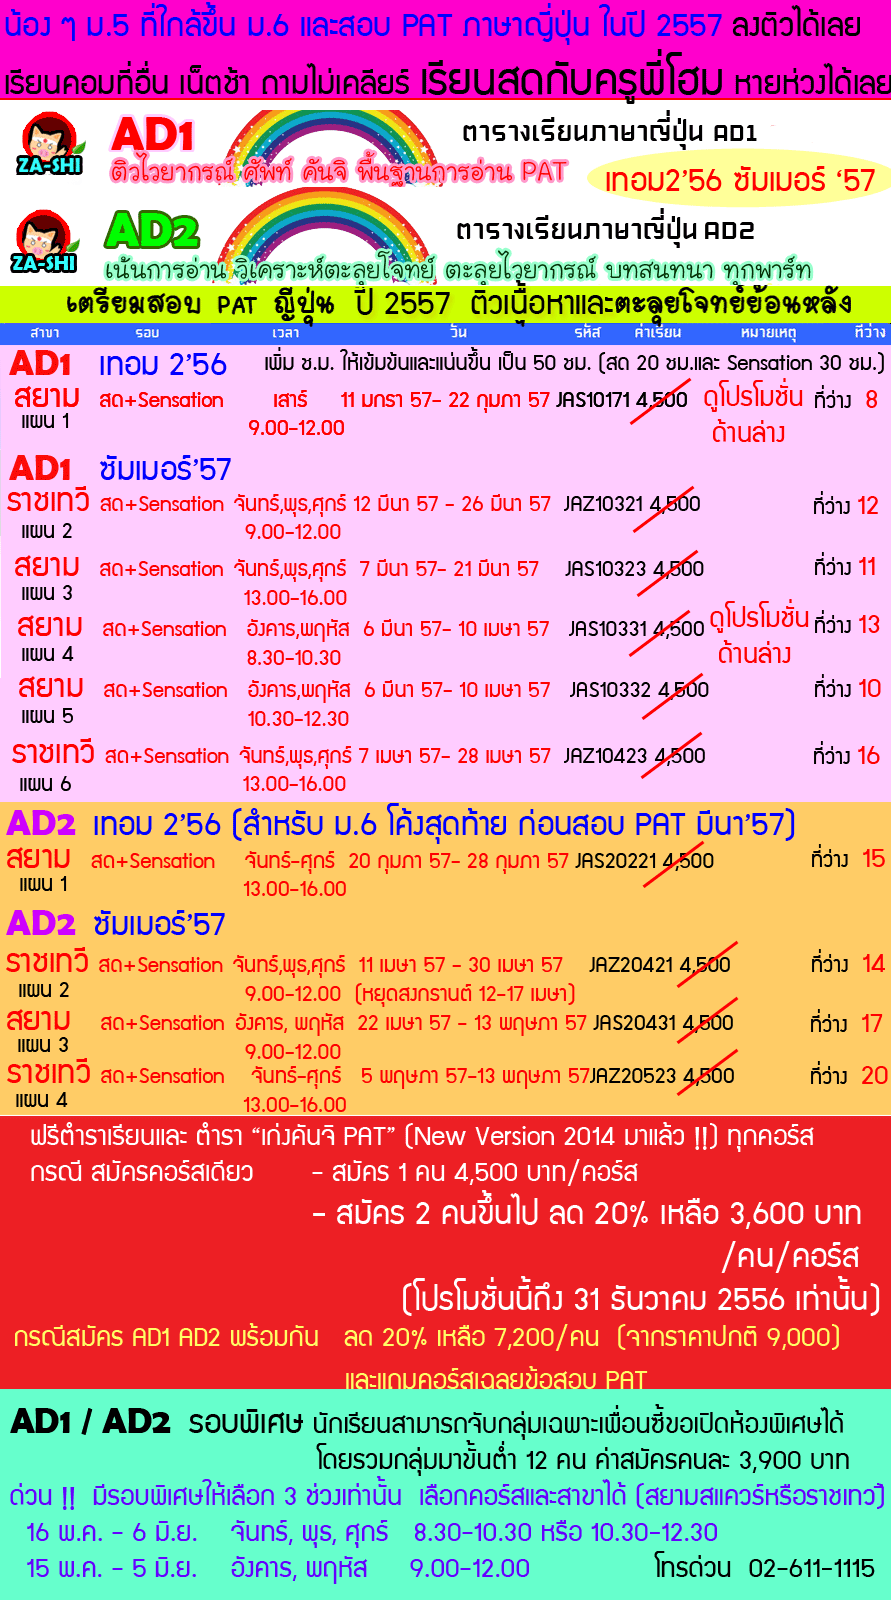 น้อง ๆ ม.5 ที่ใกล้ขึ้น ม.6 และสอบ PAT ภาษาญี่ปุ่น ในปี 2557 ลงติวได้เลย
เรียนคอมที่อื่น เน็ตช้า ถามไม่เคลียร์ เรียนสดกับครูพี่โฮม หายห่วงได้เลย
ZA-SHI AD1 ตารางเรียนภาษาญี่ปุ่น AD1
ติวไวยากรณ์ ศัพท์ คันจิ พื้นฐานการอ่าน PAT เทอม2'56 ซัมเมอร์ '57
ZA-SHI AD2 ตารางเรียนภาษาญี่ปุ่น AD2
เน้นการอ่าน วิเคราะห์ตะลุยโจทย์ ตะลุยไวยากรณ์ บทสนทนา ทุกพาร์ท
เตรียมสอบ PAT ญี่ปุ่น ปี 2557 ติวเนื้อหาและตะลุยโจทย์ย้อนหลัง
สาขา รอบ เวลา วัน รหัส ค่าเรียน หมายเหตุ ที่ว่าง
AD1 เทอม 2'56 เพิ่ม ช.ม. ให้เข้มข้นและแน่นขึ้น เป็น 50 ชม. (สด 20 ชม.และ Sensation 30 ชม.)
สยาม สด+Sensation เสาร์ 11 มกรา 57- 22 กุมภา 57 JAS10171 4,500 ดูโปรโมชั่น ที่ว่าง 8
แผน 1 9.00-12.00 ด้านล่าง
AD1 ซัมเมอร์'57
ราชเทวี สด+Sensation จันทร์,พุธ,ศุกร์ 12 มีนา 57 - 26 มีนา 57 JAZ10321 4,500 ที่ว่าง 12
แผน 2 9.00-12.00
สยาม สด+Sensation จันทร์,พุธ,ศุกร์ 7 มีนา 57- 21 มีนา 57 JAS10323 4,500 ที่ว่าง 11
แผน 3 13.00-16.00
สยาม สด+Sensation อังคาร,พฤหัส 6 มีนา 57- 10 เมษา 57 JAS10331 4,500 ดูโปรโมชั่น ที่ว่าง 13
แผน 4 8.30-10.30 ด้านล่าง
สยาม สด+Sensation อังคาร,พฤหัส 6 มีนา 57- 10 เมษา 57 JAS10332 4,500 ที่ว่าง 10
แผน 5 10.30-12.30
ราชเทวี สด+Sensation จันทร์,พุธ,ศุกร์ 7 เมษา 57- 28 เมษา 57 JAZ10423 4,500 ที่ว่าง 16
แผน 6 13.00-16.00
AD2 เทอม 2'56 (สำหรับ ม.6 โค้งสุดท้าย ก่อนสอบ PAT มีนา'57)
สยาม สด+Sensation จันทร์-ศุกร์ 20 กุมภา 57- 28 กุมภา 57 JAS20221 4,500 ที่ว่าง 15
แผน 1 13.00-16.00
AD2 ซัมเมอร์'57
ราชเทวี สด+Sensation จันทร์,พุธ,ศุกร์ 11 เมษา 57 - 30 เมษา 57 JAZ20421 4,500 ที่ว่าง 14
แผน 2 9.00-12.00 (หยุดสงกรานต์ 12-17 เมษา)
สยาม สด+Sensation อังคาร, พฤหัส 22 เมษา 57 - 13 พฤษภา 57 JAS20431 4,500 ที่ว่าง 17
แผน 3 9.00-12.00
ราชเทวี สด+Sensation จันทร์-ศุกร์ 5 พฤษภา 57-13 พฤษภา 57 JAZ20523 4,500 ที่ว่าง 20
แผน 4 13.00-16.00
ฟรีตำราเรียนและ ตำรา "เก่งคันจิ PAT" (New Version 2014 มาแล้ว !!) ทุกคอร์ส
กรณี สมัครคอร์สเดียว - สมัคร 1 คน 4,500 บาท/คอร์ส
- สมัคร 2 คนขึ้นไป ลด 20% เหลือ 3,600 บาท
/คน/คอร์ส
(โปรโมชั่นนี้ถึง 31 ธันวาคม 2556 เท่านั้น)
กรณีสมัคร AD1 AD2 พร้อมกัน ลด 20% เหลือ 7,200/คน (จากราคาปกติ 9,000)
และแถมคอร์สเฉลยข้อสอบ PAT
AD1 / AD2 รอบพิเศษ นักเรียนสามารถจับกลุ่มเฉพาะเพื่อนซี้ขอเปิดห้องพิเศษได้
โดยรวมกลุ่มมาขั้นต่ำ 12 คน ค่าสมัครคนละ 3,900 บาท
ด่วน !! มีรอบพิเศษให้เลือก 3 ช่วงเท่านั้น เลือกคอร์สและสาขาได้ (สยามสแควร์หรือราชเทวี)
16 พ.ค. - 6 มิ.ย. จันทร์, พุธ, ศุกร์ 8.30-10.30 หรือ 10.30-12.30
15 พ.ค. - 5 มิ.ย. อังคาร, พฤหัส 9.00-12.00 โทรด่วน 02-611-1115